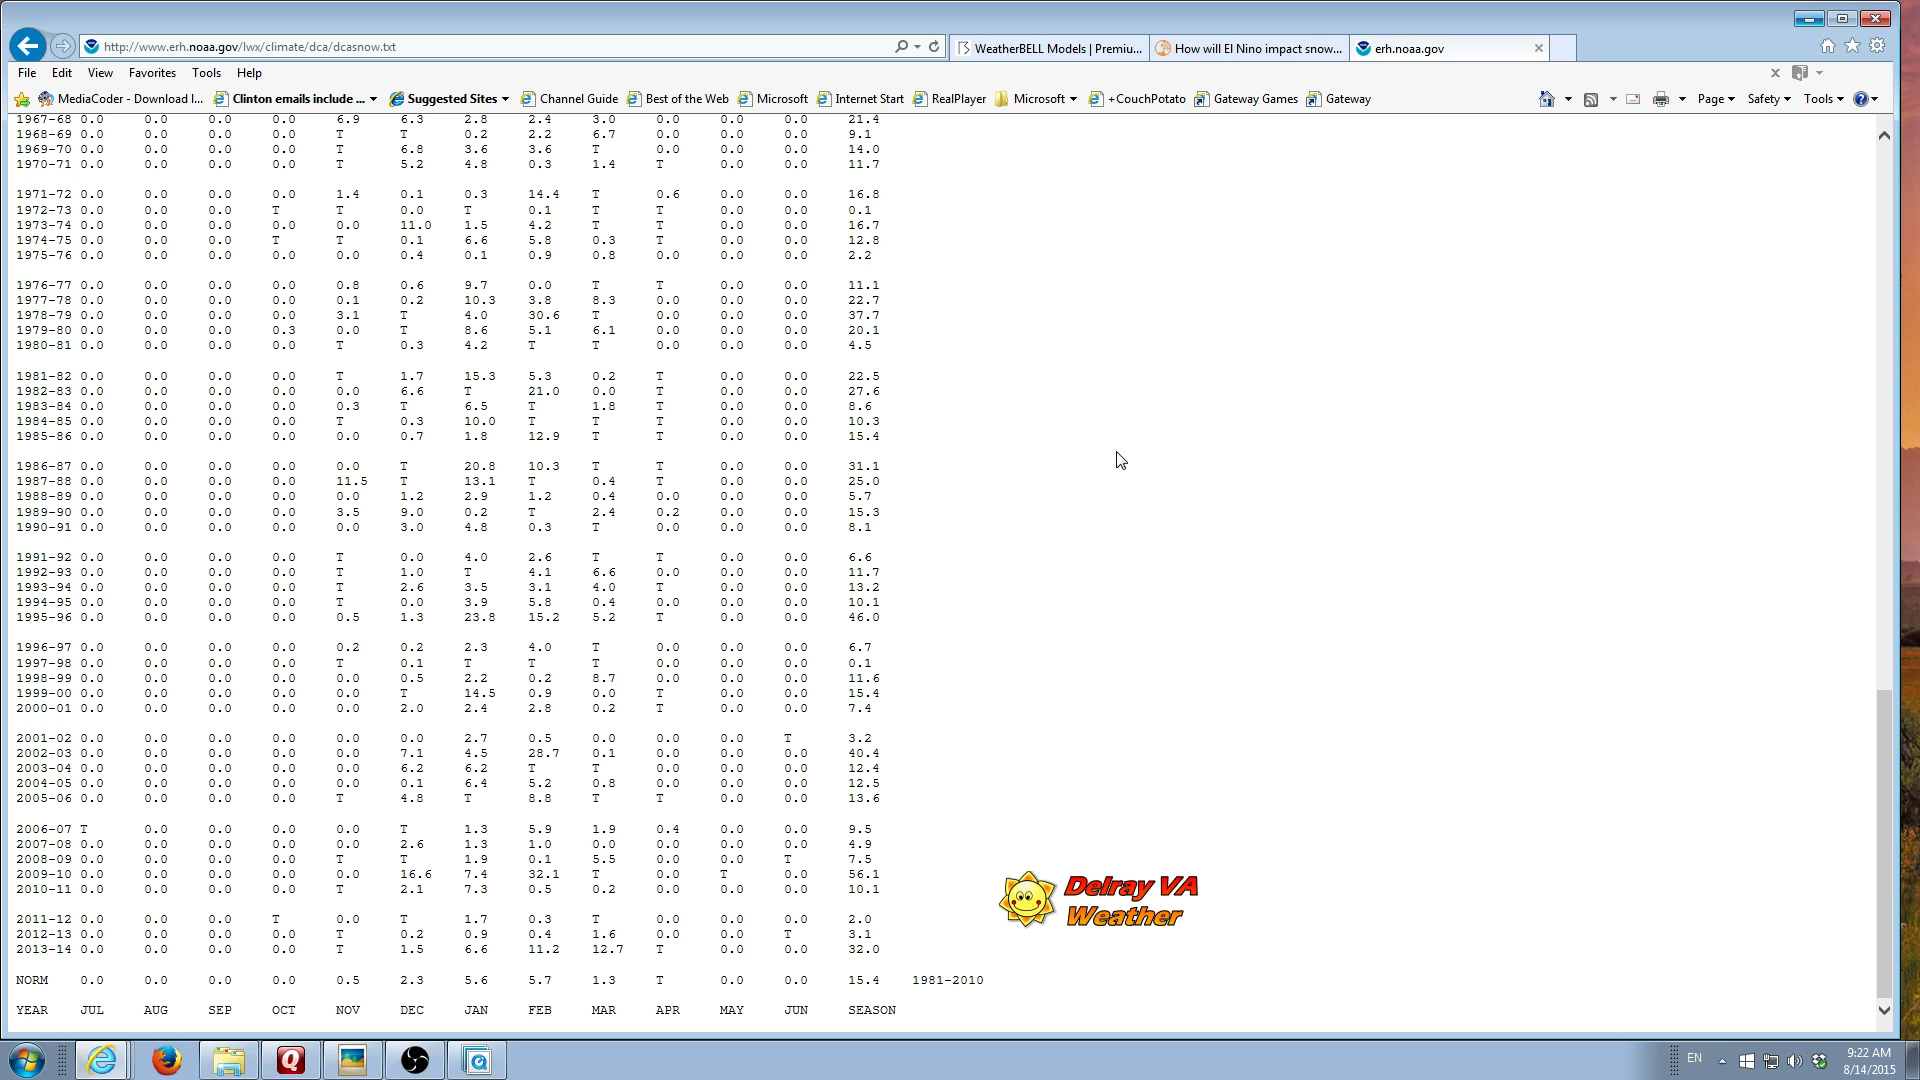 http://www.erh.noaa.gov/lwx/climate/dca/dcasnow.txt
WeatherBELL Models | Premiu...
How will El Nino impact snow...
erh.noaa.gov
File Edit View Favorites Tools Help
MediaCoder - Download I... Clinton emails include ... Suggested Sites Channel Guide Best of the Web Microsoft Internet Start RealPlayer Microsoft +CouchPotato Gateway Games Gateway Page Safety Tools
1967-68 0.0 0.0 0.0 0.0 6.9 6.3 2.8 2.4 3.0 0.0 0.0 0.0 21.4
1968-69 0.0 0.0 0.0 0.0 T T 0.2 2.2 6.7 0.0 0.0 0.0 9.1
1969-70 0.0 0.0 0.0 0.0 T 6.8 3.6 3.6 T 0.0 0.0 0.0 14.0
1970-71 0.0 0.0 0.0 0.0 T 5.2 4.8 0.3 1.4 T 0.0 0.0 11.7
1971-72 0.0 0.0 0.0 0.0 1.4 0.1 0.3 14.4 T 0.6 0.0 0.0 16.8
1972-73 0.0 0.0 0.0 T T 0.0 T 0.1 T T 0.0 0.0 0.1
1973-74 0.0 0.0 0.0 0.0 0.0 11.0 1.5 4.2 T T 0.0 0.0 16.7
1974-75 0.0 0.0 0.0 T T 0.1 6.6 5.8 0.3 T 0.0 0.0 12.8
1975-76 0.0 0.0 0.0 0.0 0.0 0.4 0.1 0.9 0.8 0.0 0.0 0.0 2.2
1976-77 0.0 0.0 0.0 0.0 0.8 0.6 9.7 0.0 T T 0.0 0.0 11.1
1977-78 0.0 0.0 0.0 0.0 0.1 0.2 10.3 3.8 8.3 0.0 0.0 0.0 22.7
1978-79 0.0 0.0 0.0 0.0 3.1 T 4.0 30.6 T 0.0 0.0 0.0 37.7
1979-80 0.0 0.0 0.0 0.3 0.0 T 8.6 5.1 6.1 0.0 0.0 0.0 20.1
1980-81 0.0 0.0 0.0 0.0 T 0.3 4.2 T T 0.0 0.0 0.0 4.5
1981-82 0.0 0.0 0.0 0.0 T 1.7 15.3 5.3 0.2 T 0.0 0.0 22.5
1982-83 0.0 0.0 0.0 0.0 0.0 6.6 T 21.0 0.0 T 0.0 0.0 27.6
1983-84 0.0 0.0 0.0 0.0 0.3 T 6.5 T 1.8 T 0.0 0.0 8.6
1984-85 0.0 0.0 0.0 0.0 T 0.3 10.0 T T T 0.0 0.0 10.3
1985-86 0.0 0.0 0.0 0.0 0.0 0.7 1.8 12.9 T T 0.0 0.0 15.4
1986-87 0.0 0.0 0.0 0.0 0.0 T 20.8 10.3 T T 0.0 0.0 31.1
1987-88 0.0 0.0 0.0 0.0 11.5 T 13.1 T 0.4 T 0.0 0.0 25.0
1988-89 0.0 0.0 0.0 0.0 0.0 1.2 2.9 1.2 0.4 0.0 0.0 0.0 5.7
1989-90 0.0 0.0 0.0 0.0 3.5 9.0 0.2 T 2.4 0.2 0.0 0.0 15.3
1990-91 0.0 0.0 0.0 0.0 0.0 3.0 4.8 0.3 T 0.0 0.0 0.0 8.1
1991-92 0.0 0.0 0.0 0.0 T 0.0 4.0 2.6 T T 0.0 0.0 6.6
1992-93 0.0 0.0 0.0 0.0 T 1.0 T 4.1 6.6 0.0 0.0 0.0 11.7
1993-94 0.0 0.0 0.0 0.0 T 2.6 3.5 3.1 4.0 T 0.0 0.0 13.2
1994-95 0.0 0.0 0.0 0.0 T 0.0 3.9 5.8 0.4 0.0 0.0 0.0 10.1
1995-96 0.0 0.0 0.0 0.0 0.5 1.3 23.8 15.2 5.2 T 0.0 0.0 46.0
1996-97 0.0 0.0 0.0 0.0 0.2 0.2 2.3 4.0 T 0.0 0.0 0.0 6.7
1997-98 0.0 0.0 0.0 0.0 T 0.1 T T T 0.0 0.0 0.0 0.1
1998-99 0.0 0.0 0.0 0.0 0.0 0.5 2.2 0.2 8.7 0.0 0.0 0.0 11.6
1999-00 0.0 0.0 0.0 0.0 0.0 T 14.5 0.9 0.0 T 0.0 0.0 15.4
2000-01 0.0 0.0 0.0 0.0 0.0 2.0 2.4 2.8 0.2 T 0.0 0.0 7.4
2001-02 0.0 0.0 0.0 0.0 0.0 0.0 2.7 0.5 0.0 0.0 0.0 T 3.2
2002-03 0.0 0.0 0.0 0.0 0.0 7.1 4.5 28.7 0.1 0.0 0.0 0.0 40.4
2003-04 0.0 0.0 0.0 0.0 0.0 6.2 6.2 T T 0.0 0.0 0.0 12.4
2004-05 0.0 0.0 0.0 0.0 0.0 0.1 6.4 5.2 0.8 0.0 0.0 0.0 12.5
2005-06 0.0 0.0 0.0 0.0 T 4.8 T 8.8 T T 0.0 0.0 13.6
2006-07 T 0.0 0.0 0.0 0.0 T 1.3 5.9 1.9 0.4 0.0 0.0 9.5
2007-08 0.0 0.0 0.0 0.0 0.0 2.6 1.3 1.0 0.0 0.0 0.0 0.0 4.9
2008-09 0.0 0.0 0.0 0.0 T T 1.9 0.1 5.5 0.0 0.0 T 7.5
2009-10 0.0 0.0 0.0 0.0 0.0 16.6 7.4 32.1 T 0.0 T 0.0 56.1
2010-11 0.0 0.0 0.0 0.0 T 2.1 7.3 0.5 0.2 0.0 0.0 0.0 10.1
Delray VA
Weather
2011-12 0.0 0.0 0.0 T 0.0 T 1.7 0.3 T 0.0 0.0 0.0 2.0
2012-13 0.0 0.0 0.0 0.0 T 0.2 0.9 0.4 1.6 0.0 0.0 T 3.1
2013-14 0.0 0.0 0.0 0.0 T 1.5 6.6 11.2 12.7 T 0.0 0.0 32.0
NORM 0.0 0.0 0.0 0.0 0.5 2.3 5.6 5.7 1.3 T 0.0 0.0 15.4 1981-2010
YEAR JUL AUG SEP OCT NOV DEC JAN FEB MAR APR MAY JUN SEASON
EN
9:22 AM
8/14/2015